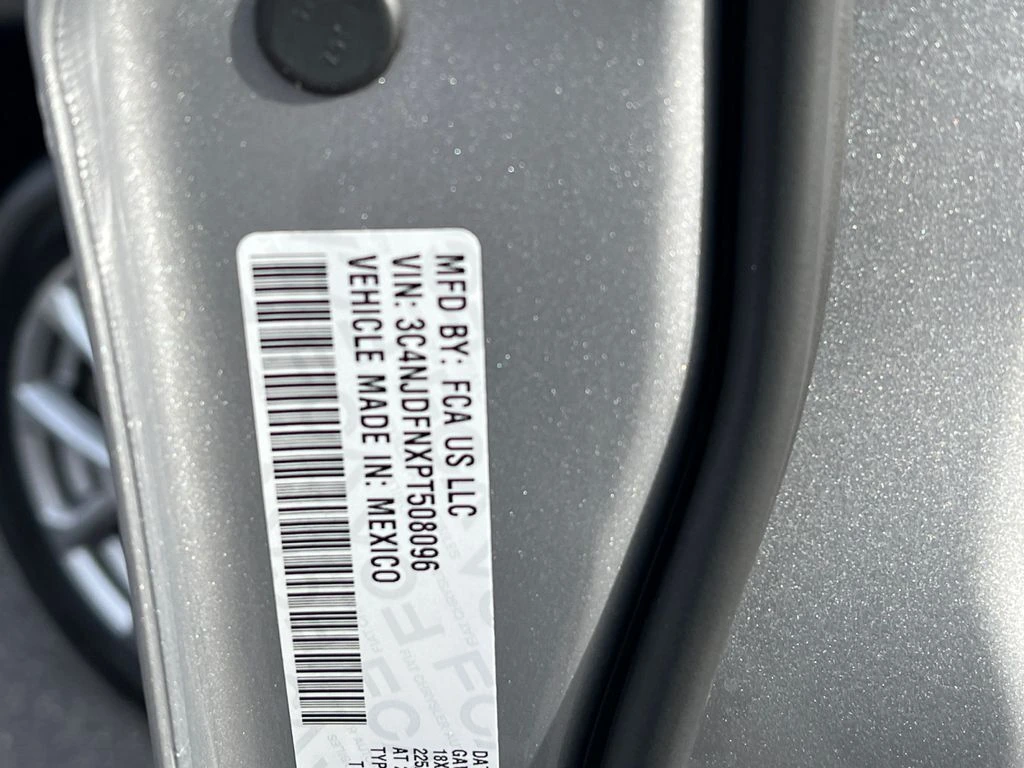 MFD BY: FCA US LLC
VIN: 3C4NJDFNXPT508096
VEHICLE MADE IN: MEXICO